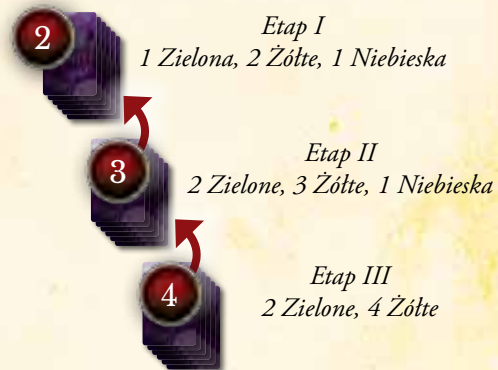 2
Etap I
1 Zielona, 2 Żółte, 1 Niebieska
3
Etap II
2 Zielone, 3 Żółte, 1 Niebieska
4
Etap III
2 Zielone, 4 Żółte